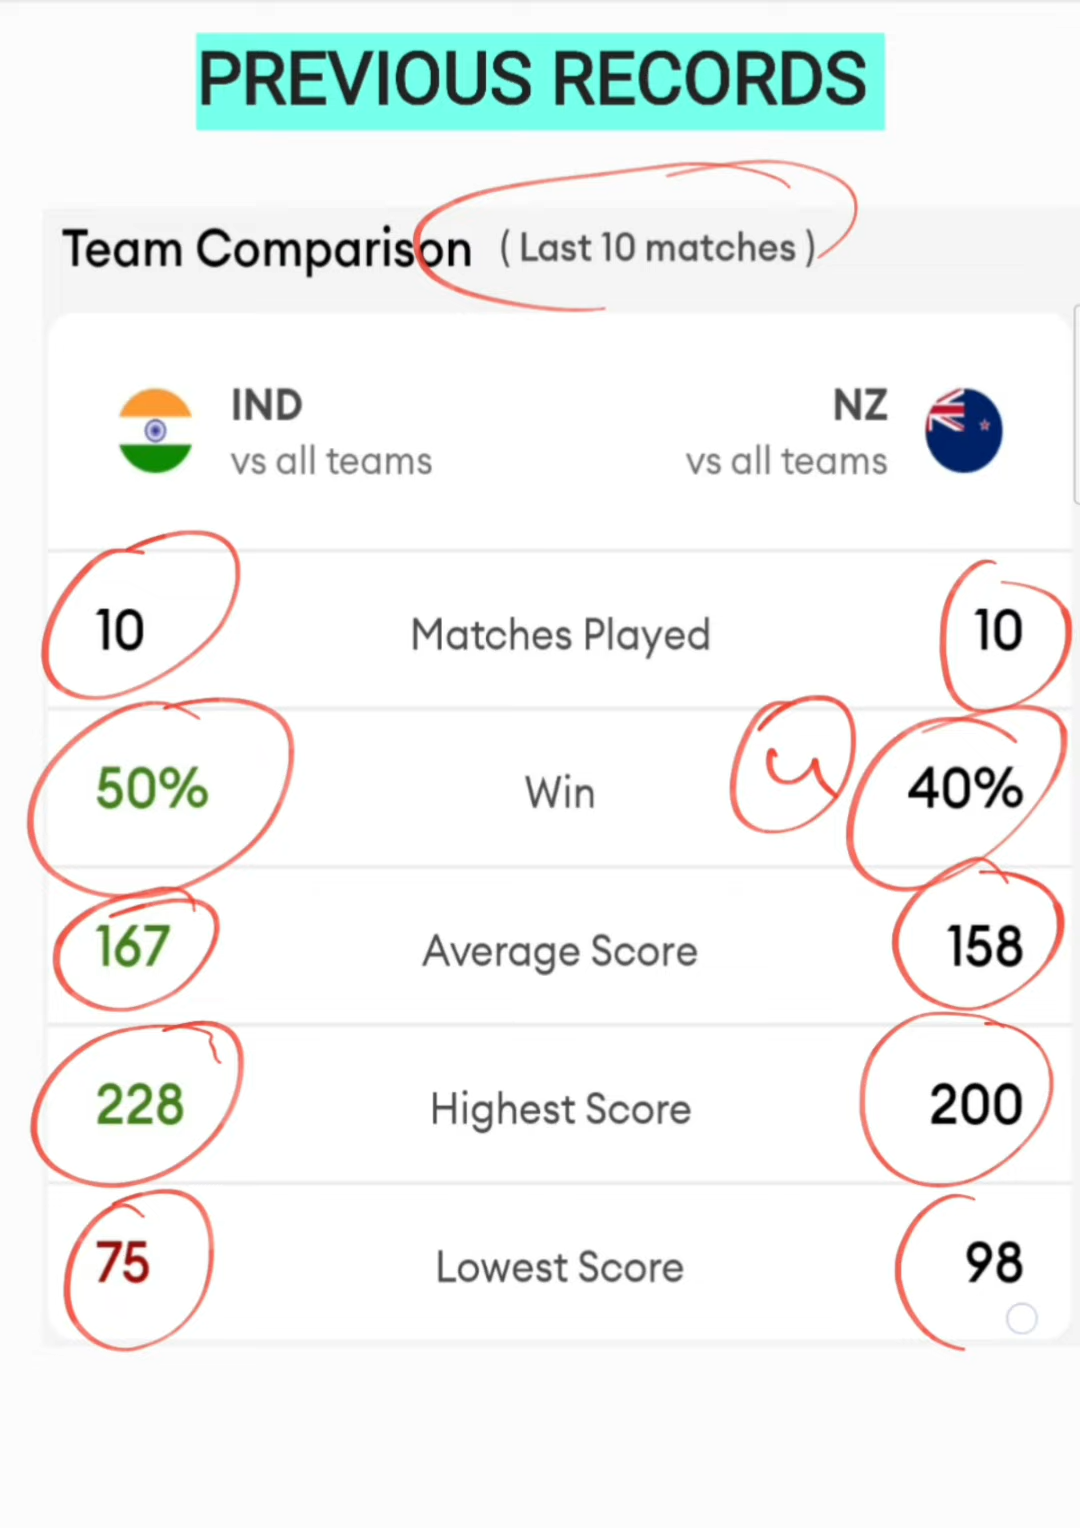 PREVIOUS RECORDS
Team Comparison ( Last 10 matches )
IND NZ
vs all teams vs all teams
10 Matches Played 10
50% Win 4 40%
167 Average Score 158
228 Highest Score 200
75 Lowest Score 98